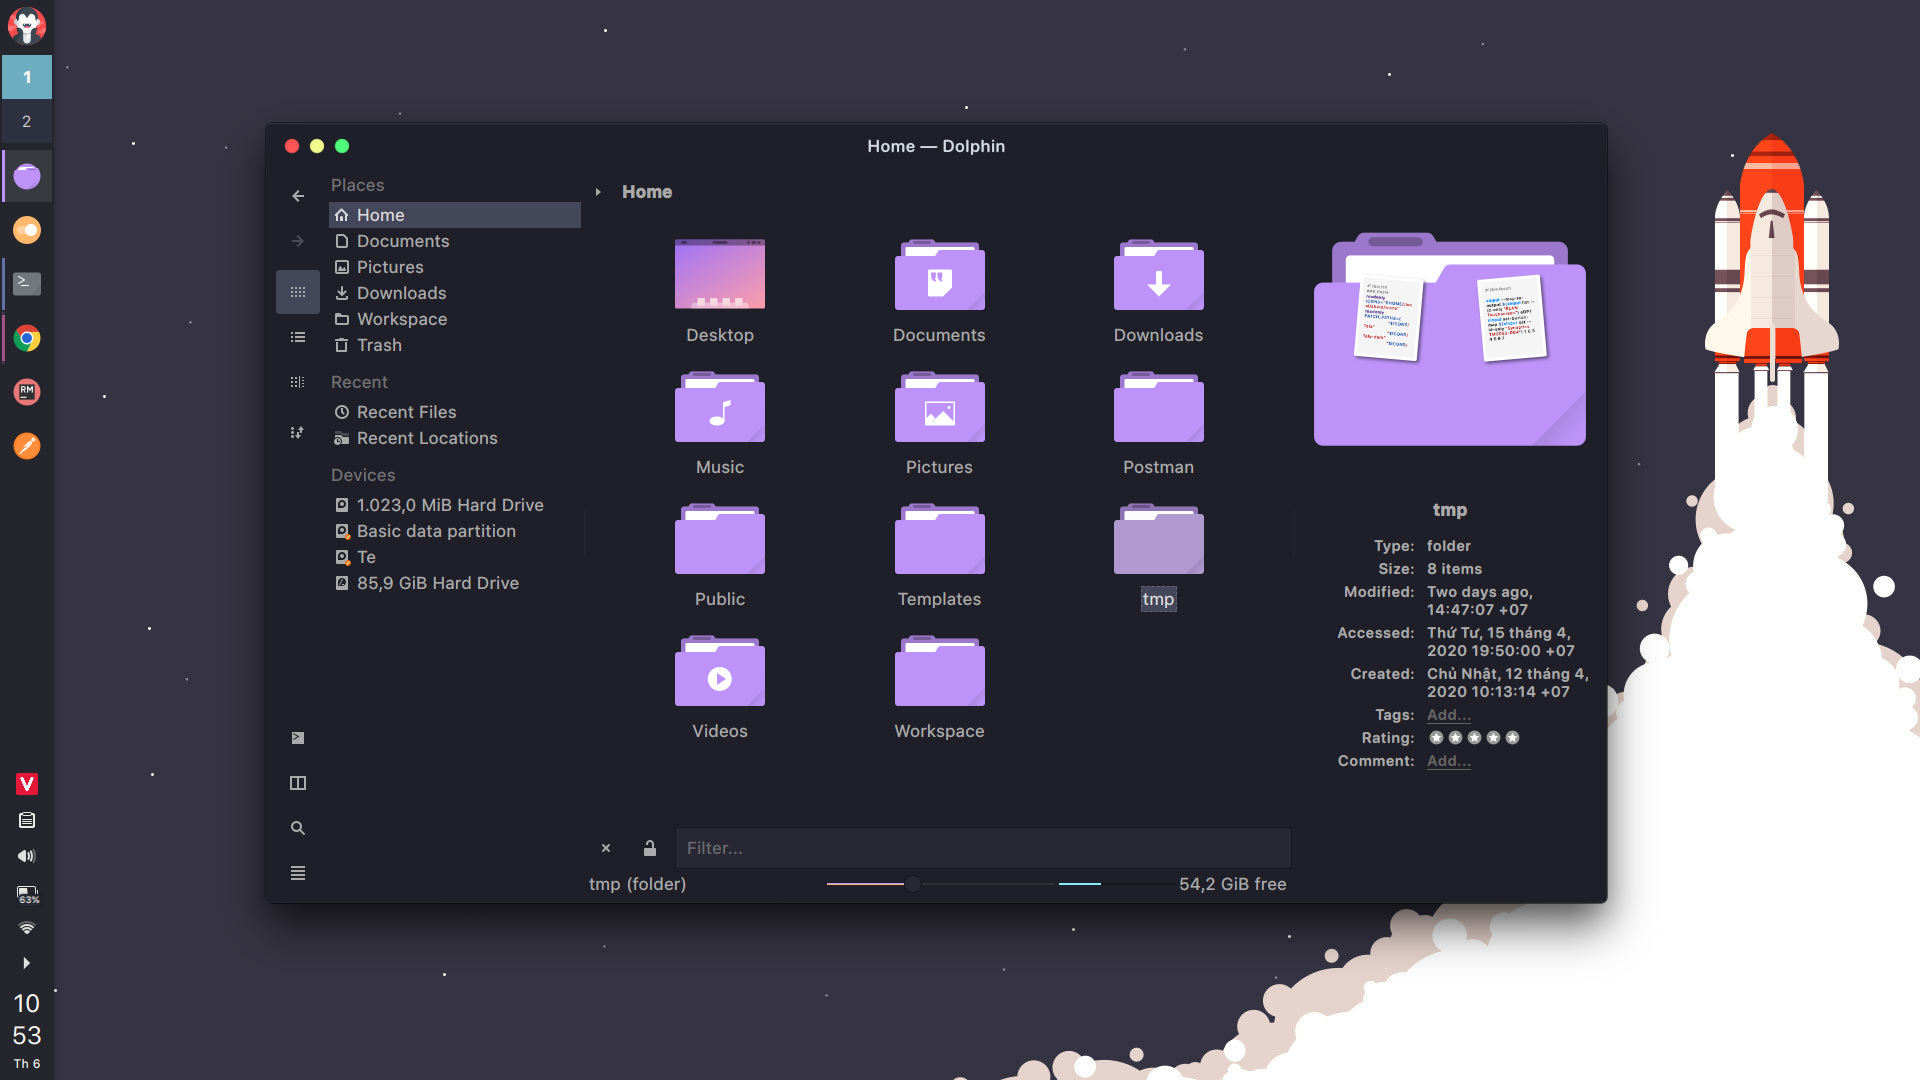 1
2
RM
V
63%
10
53
Th 6
Home — Dolphin
Places
Home
Documents
Pictures
Downloads
Workspace
Trash
Recent
Recent Files
Recent Locations
Devices
1.023,0 MiB Hard Drive
Basic data partition
Te
85,9 GiB Hard Drive
Home
Desktop
Documents
Downloads
Music
Pictures
Postman
Public
Templates
tmp
Videos
Workspace
Filter...
tmp (folder)
54,2 GiB free
tmp
Type: folder
Size: 8 items
Modified: Two days ago,
14:47:07 +07
Accessed: Thứ Tư, 15 tháng 4,
2020 19:50:00 +07
Created: Chủ Nhật, 12 tháng 4,
2020 10:13:14 +07
Tags: Add...
Rating:
Comment: Add...